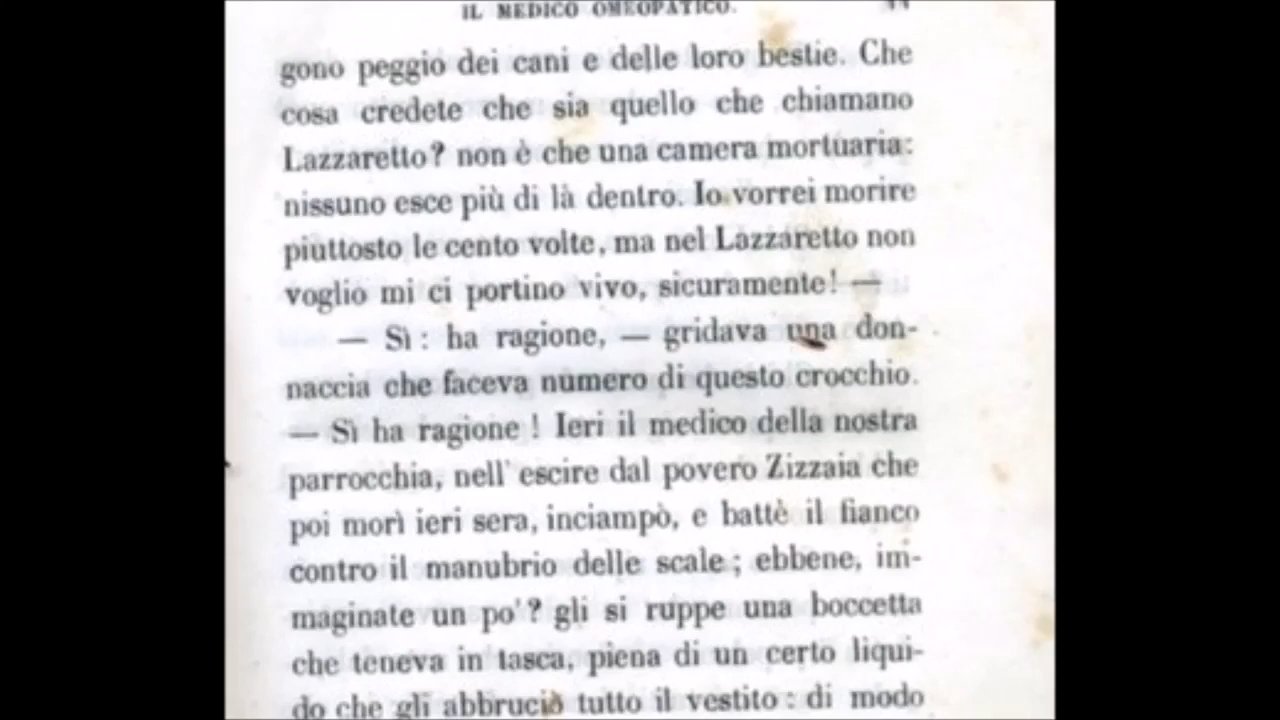 IL MEDICO OMEOPATICO.
gono peggio dei cani e delle loro bestie. Che
cosa credete che sia quello che chiamano
Lazzaretto? non è che una camera mortuaria:
nissuno esce più di là dentro. Io vorrei morire
piuttosto le cento volte, ma nel Lazzaretto non
voglio mi ci portino vivo, sicuramente! —
— Sì: ha ragione, — gridava una don-
naccia che faceva numero di questo crocchio.
— Sì ha ragione! Ieri il medico della nostra
parrocchia, nell' escire dal povero Zizzaia che
poi morì ieri sera, inciampò, e battè il fianco
contro il manubrio delle scale; ebbene, im-
maginate un po'? gli si ruppe una boccetta
che teneva in tasca, piena di un certo liqui-
do che gli abbruciò tutto il vestito: di modo